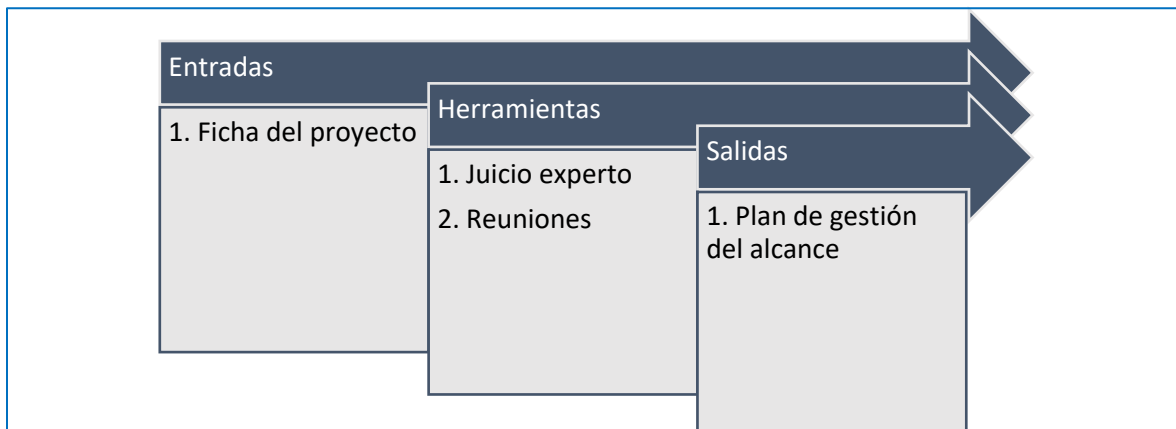 Entradas
1. Ficha del proyecto
Herramientas
1. Juicio experto
2. Reuniones
Salidas
1. Plan de gestión
del alcance